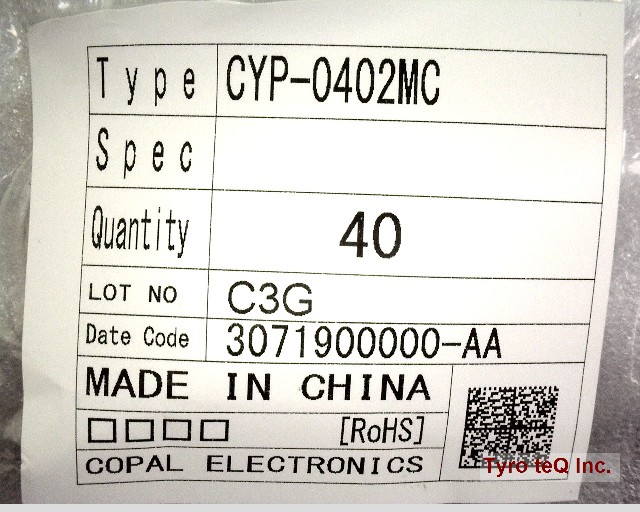 Type CYP-0402MC
Spec
Quantity 40
LOT NO C3G
Date Code 3071900000-AA
MADE IN CHINA
□□□□ [RoHS]
COPAL ELECTRONICS
Tyro teQ Inc.